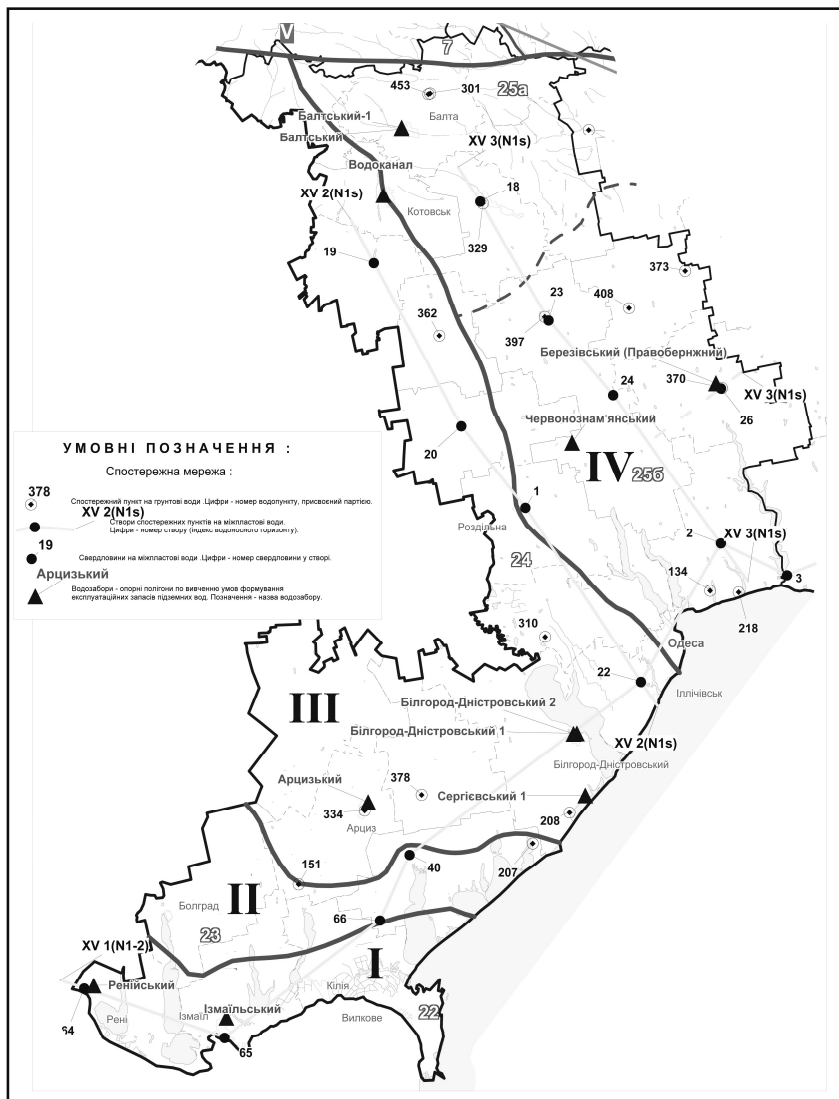 V
7
453
301
25а
Балтський-1
Балта
Балтський
XV 3(N1s)
Водоканал
XV 2(N1s)
18
Котовськ
329
19
373
408
23
362
397
Березівський (Правобернжний)
370
24
XV 3(N1s)
26
Червонознам'янський
20
IV
25б
УМОВНІ ПОЗНАЧЕННЯ :
Спостережна мережа :
378
Спостережний пункт на грунтові води .Цифри - номер водопункту, присвоєний партією.
XV 2(N1s)
Створи спостережних пунктів на міжпластові води.
Цифри - номер створу (індекс водоносного горизонту).
19
Свердловини на міжпластові води .Цифри - номер свердловини у створі.
Арцизький
Водозабори - опорні полігони по вивченню умов формування
експлуатаційних запасів підземних вод. Позначення - назва водозабору.
1
Роздільна
2
XV 3(N1s)
24
134
3
218
310
Одеса
22
Іллічівськ
III
Білгород-Дністровський 2
Білгород-Дністровський 1
XV 2(N1s)
Білгород-Дністровський
Арцизький
378
Сергієвський 1
334
Арциз
208
151
40
207
Болград
II
66
23
XV 1(N1-2)
I
Ренійський
Кілія
Ізмаїльський
Рені
Ізмаїл
Вилкове
22
64
65